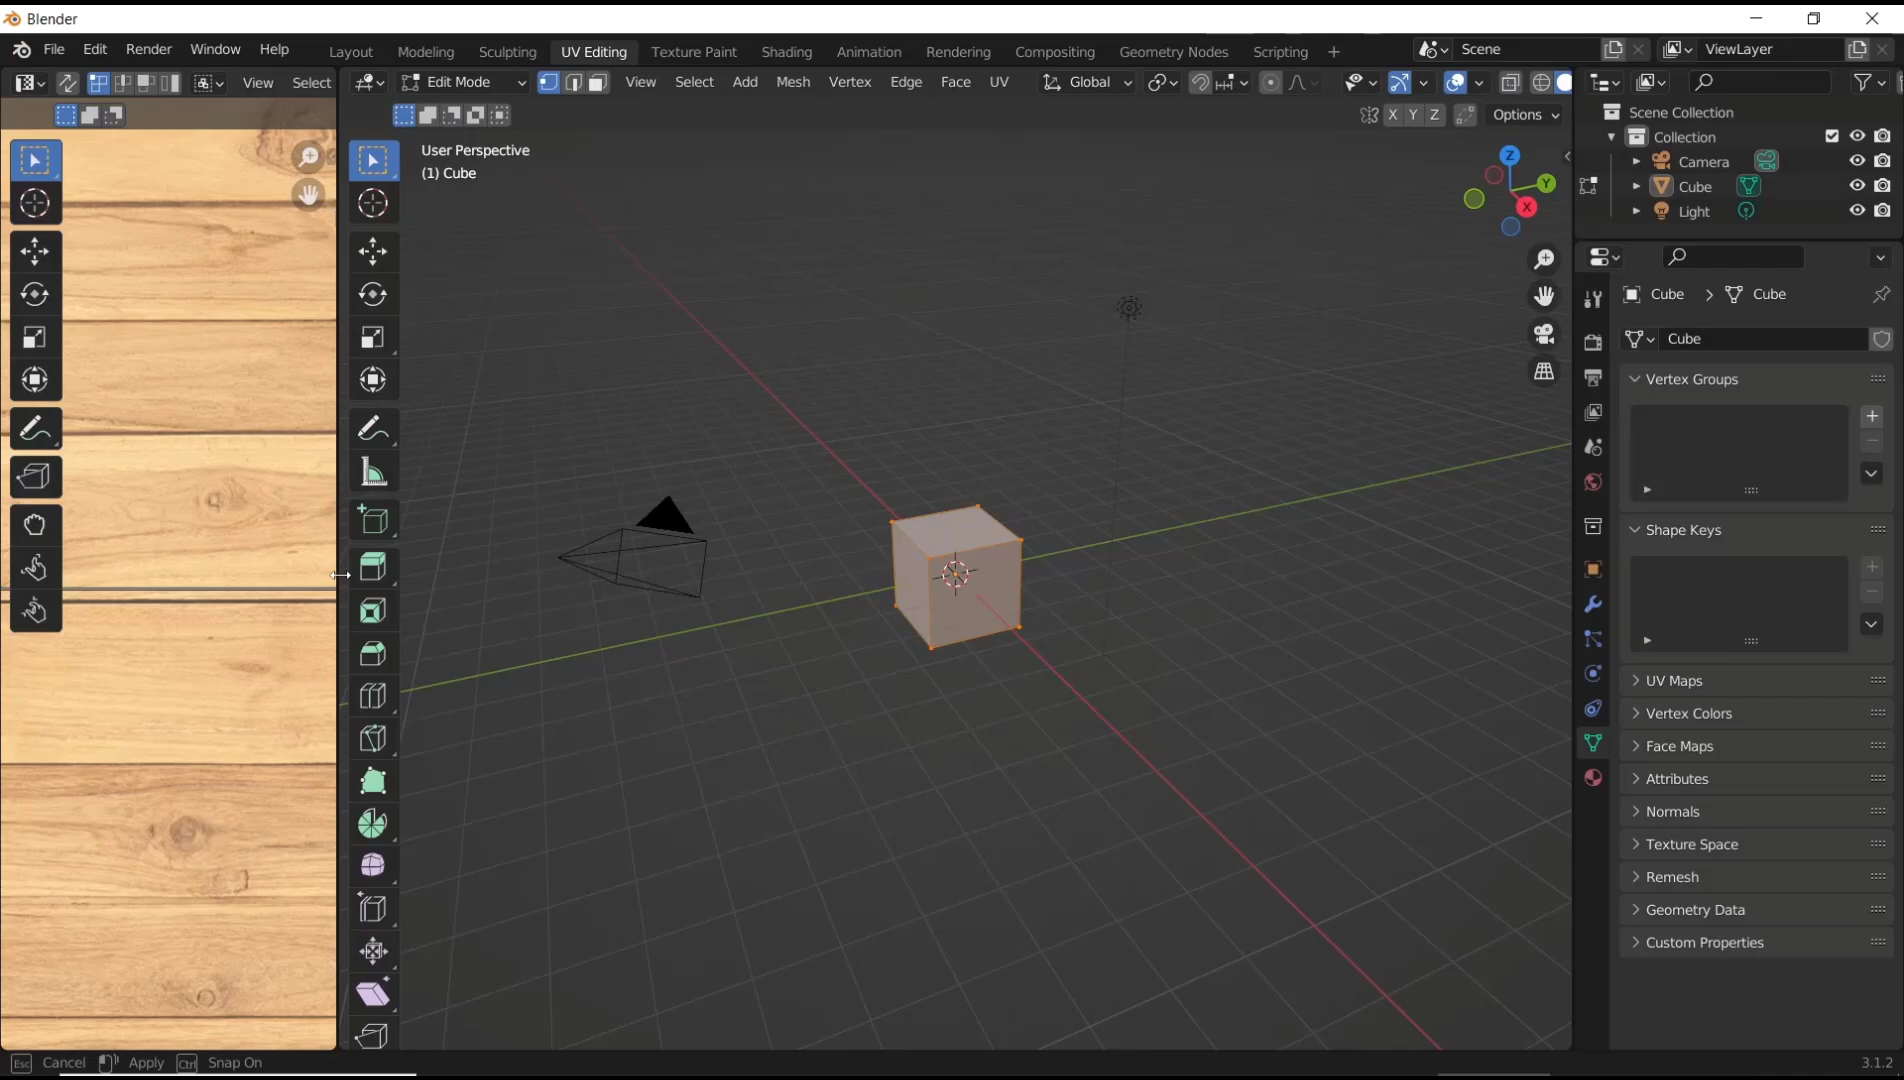 Blender
File Edit Render Window Help Layout Modeling Sculpting UV Editing Texture Paint Shading Animation Rendering Compositing Geometry Nodes Scripting + Scene ViewLayer
View Select Edit Mode View Select Add Mesh Vertex Edge Face UV Global
X Y Z Options
User Perspective
(1) Cube
Z
Y
X
Scene Collection
Collection
Camera
Cube
Light
Cube > Cube
Cube
Vertex Groups
Shape Keys
UV Maps
Vertex Colors
Face Maps
Attributes
Normals
Texture Space
Remesh
Geometry Data
Custom Properties
Esc Cancel Apply Ctrl Snap On 3.1.2